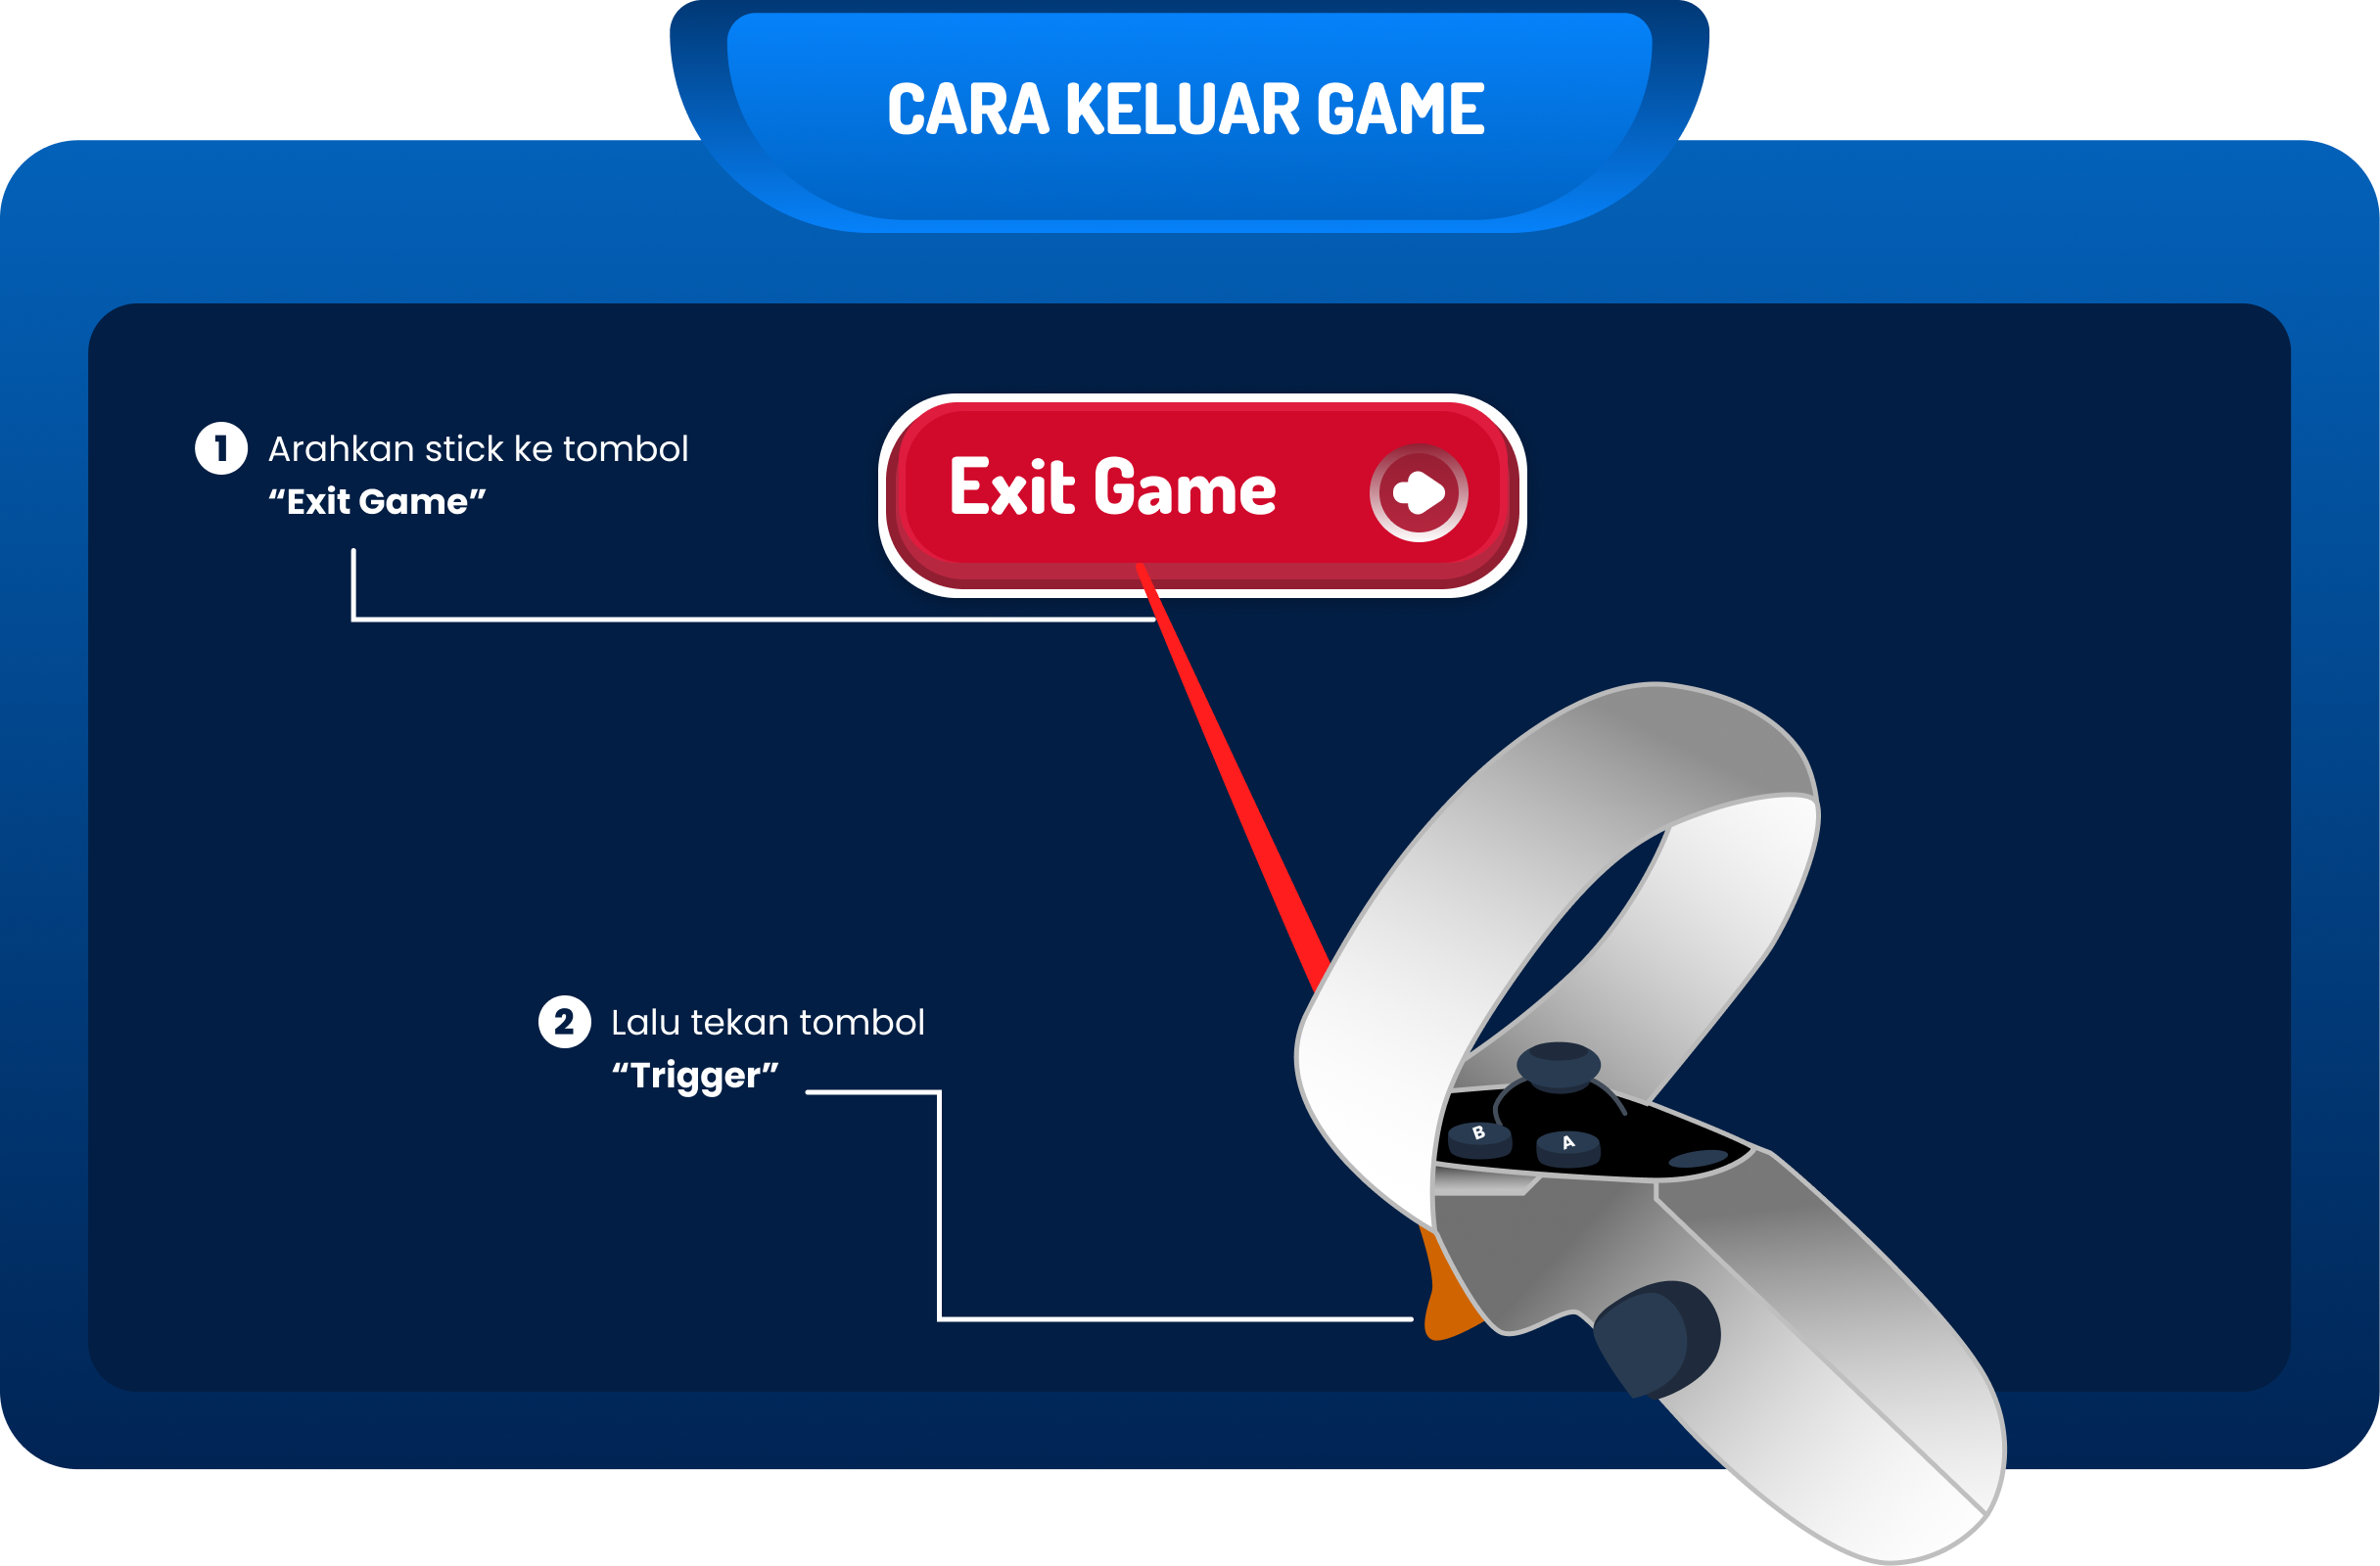 CARA KELUAR GAME
1 Arahkan stick ke tombol
“Exit Game”
Exit Game
2 Lalu tekan tombol
“Trigger”
B
A